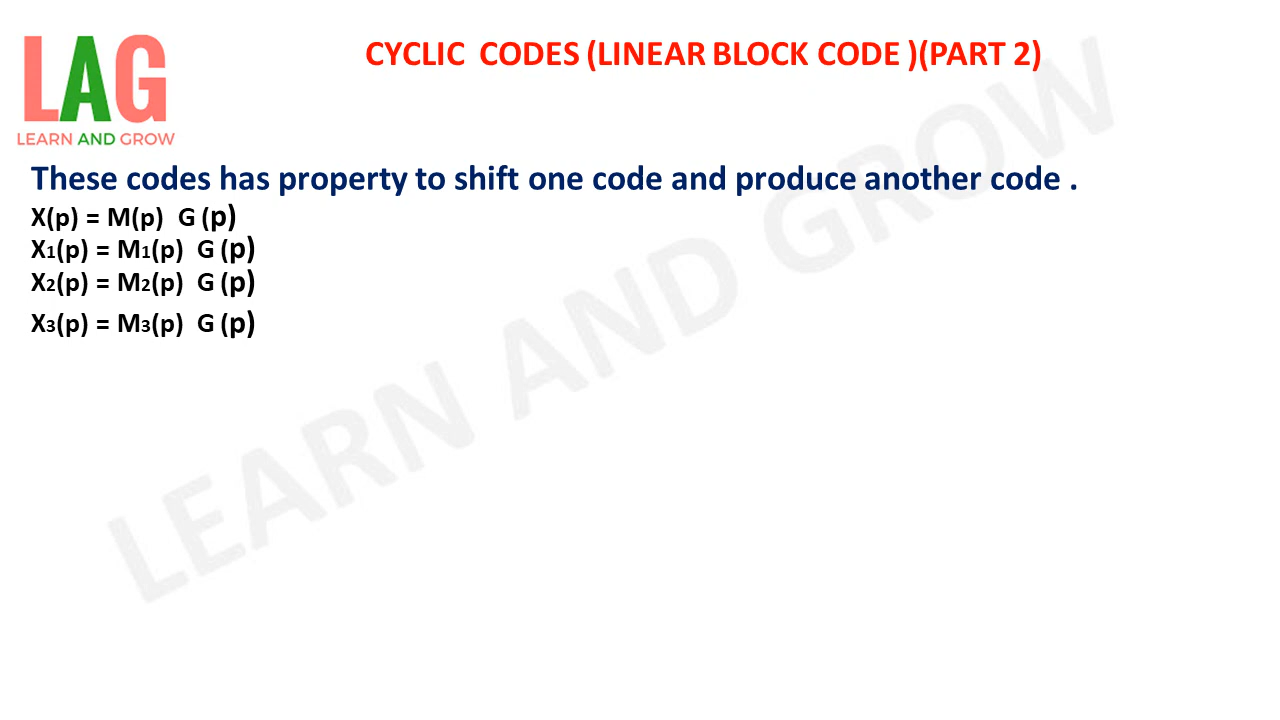 LAG
LEARN AND GROW
CYCLIC CODES (LINEAR BLOCK CODE )(PART 2)
These codes has property to shift one code and produce another code .
X(p) = M(p) G (p)
X1(p) = M1(p) G (p)
X2(p) = M2(p) G (p)
X3(p) = M3(p) G (p)
LEARN AND GROW